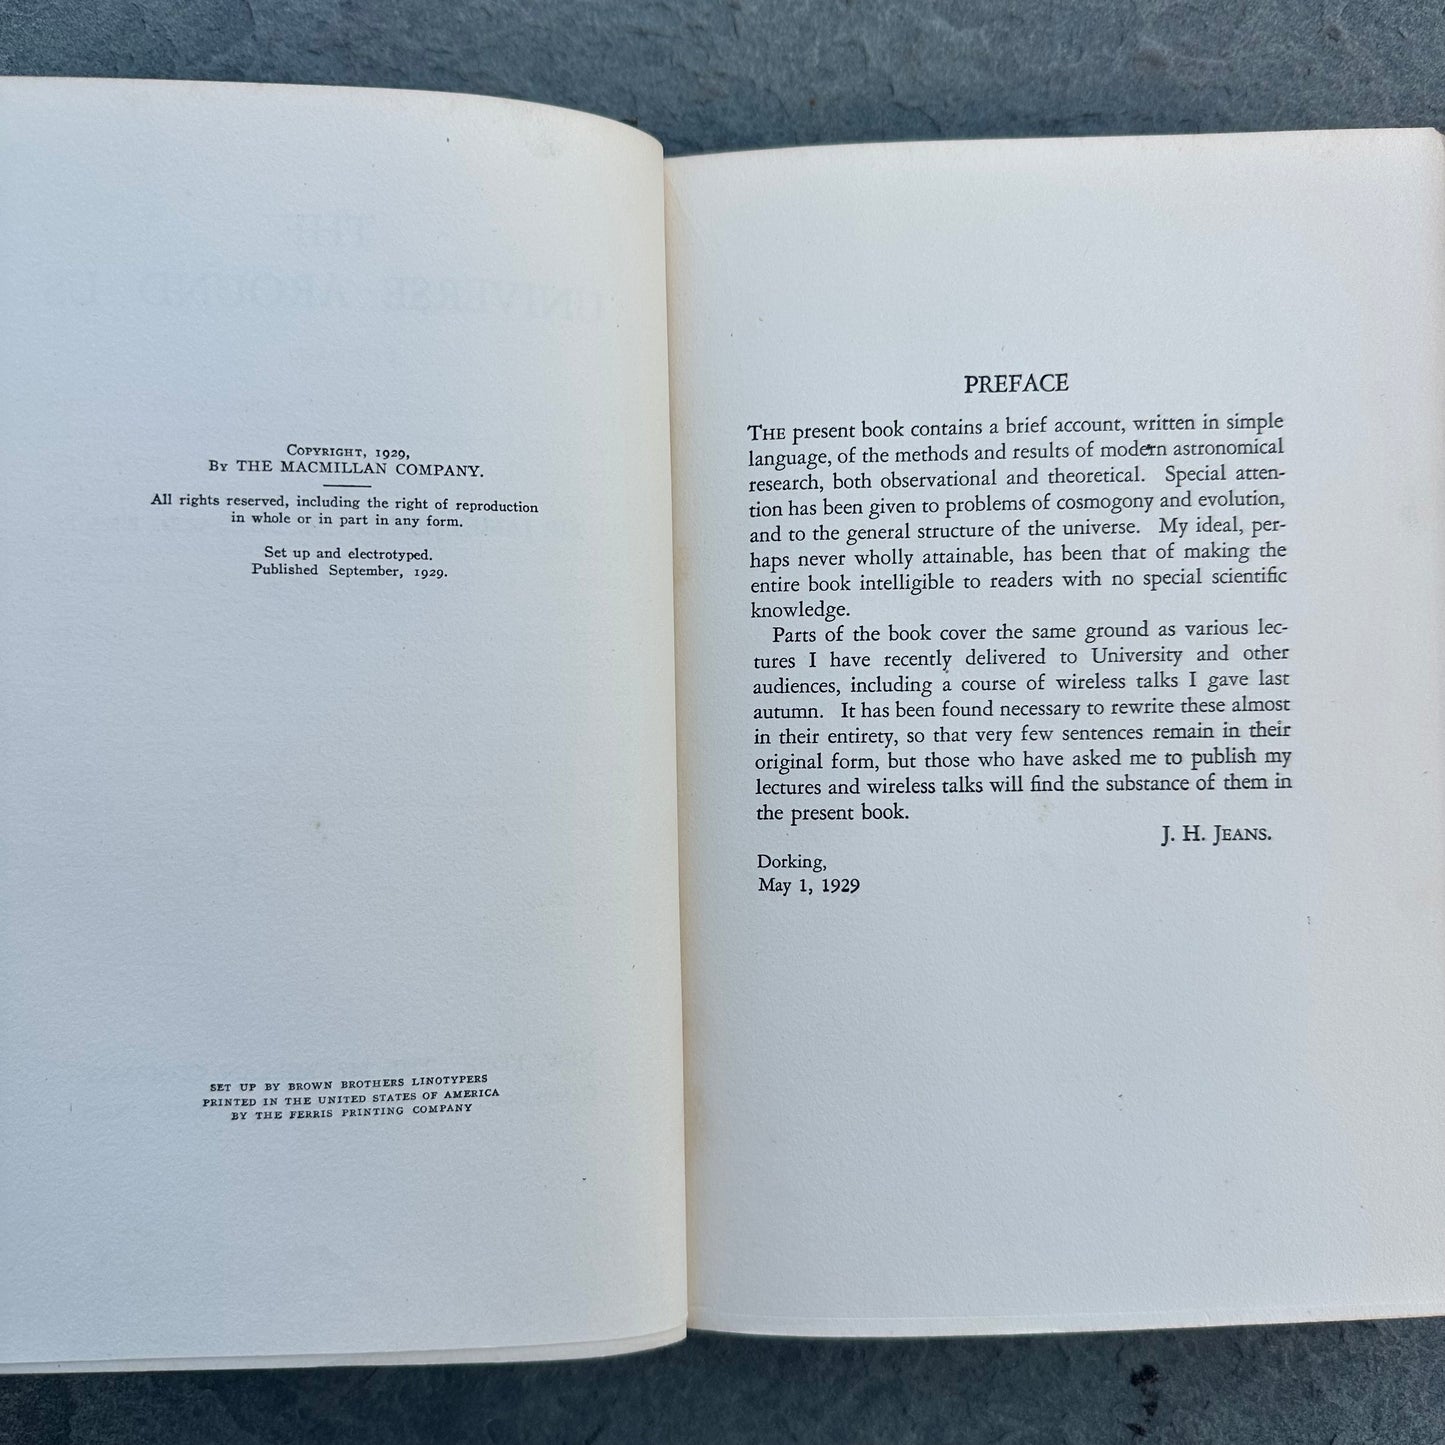 COPYRIGHT, 1929,
BY THE MACMILLAN COMPANY.
All rights reserved, including the right of reproduction
in whole or in part in any form.
Set up and electrotyped.
Published September, 1929.
SET UP BY BROWN BROTHERS LINOTYPERS
PRINTED IN THE UNITED STATES OF AMERICA
BY THE FERRIS PRINTING COMPANY
PREFACE
THE present book contains a brief account, written in simple
language, of the methods and results of modern astronomical
research, both observational and theoretical. Special atten-
tion has been given to problems of cosmogony and evolution,
and to the general structure of the universe. My ideal, per-
haps never wholly attainable, has been that of making the
entire book intelligible to readers with no special scientific
knowledge.
Parts of the book cover the same ground as various lec-
tures I have recently delivered to University and other
audiences, including a course of wireless talks I gave last
autumn. It has been found necessary to rewrite these almost
in their entirety, so that very few sentences remain in their
original form, but those who have asked me to publish my
lectures and wireless talks will find the substance of them in
the present book.
J. H. JEANS.
Dorking,
May 1, 1929